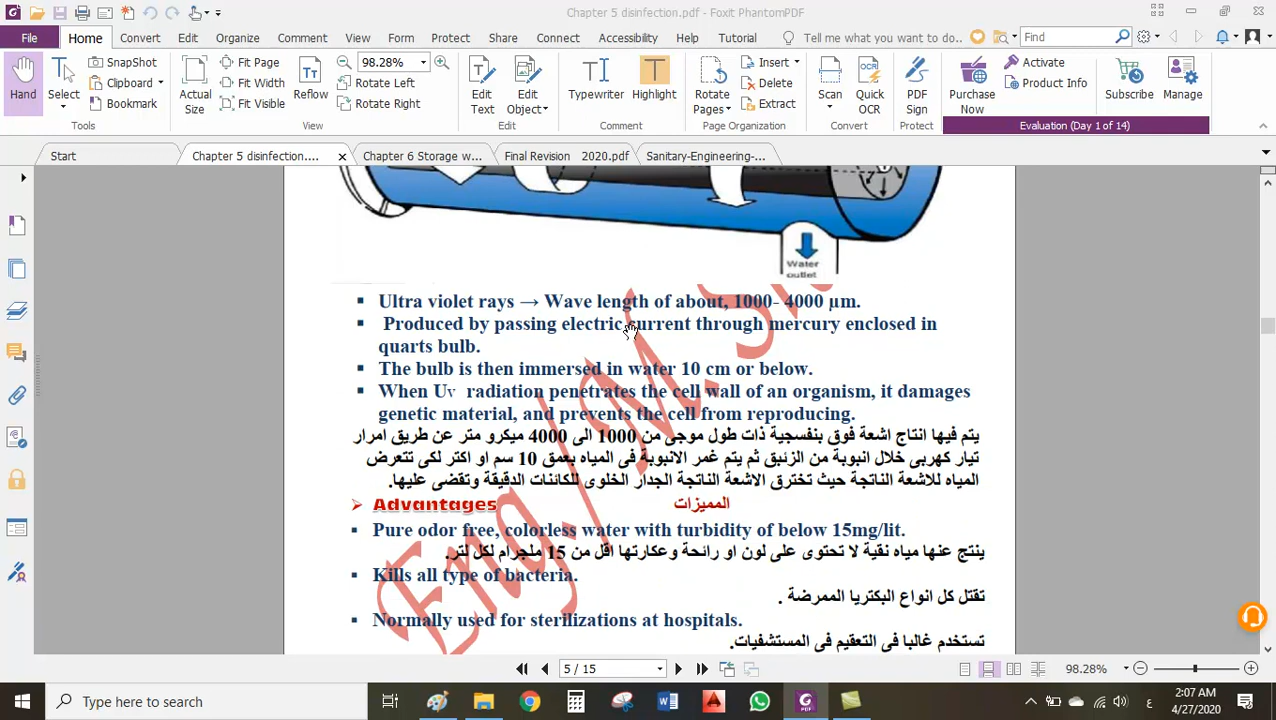 Chapter 5 disinfection.pdf - Foxit PhantomPDF
File Home Convert Edit Organize Comment View Form Protect Share Connect Accessibility Help Tutorial Tell me what you want to do.. Find
Hand
Select
SnapShot
Clipboard
Bookmark
Tools
Actual Size
Fit Page
Fit Width
Fit Visible
Reflow
98.28%
Rotate Left
Rotate Right
View
Edit Text
Edit Object
Edit
Typewriter
Highlight
Comment
Rotate Pages
Insert
Delete
Extract
Page Organization
Scan
Quick OCR
Convert
PDF Sign
Protect
Purchase Now
Activate
Product Info
Subscribe
Manage
Evaluation (Day 1 of 14)
Start Chapter 5 disinfection.... Chapter 6 Storage w... Final Revision 2020.pdf Sanitary-Engineering-...
Water
outlet
▪ Ultra violet rays → Wave length of about, 1000- 4000 µm.
▪ Produced by passing electric current through mercury enclosed in
quarts bulb.
▪ The bulb is then immersed in water 10 cm or below.
▪ When Uv radiation penetrates the cell wall of an organism, it damages
genetic material, and prevents the cell from reproducing.
يتم فيها انتاج اشعة فوق بنفسجية ذات طول موجى من 1000 الى 4000 ميكرو متر عن طريق امرار
تيار كهربى خلال انبوبة من الزئبق ثم يتم غمر الانبوبة فى المياه بعمق 10 سم او اكتر لكى تتعرض
المياه للاشعة الناتجة حيث تخترق الاشعة الناتجة الجدار الخلوى للكائنات الدقيقة وتقضى عليها.
➢ Advantages المميزات
▪ Pure odor free, colorless water with turbidity of below 15mg/lit.
ينتج عنها مياه نقية لا تحتوى على لون او رائحة وعكارتها اقل من 15 ملجرام لكل لتر.
▪ Kills all type of bacteria.
تقتل كل انواع البكتريا الممرضة .
▪ Normally used for sterilizations at hospitals.
تستخدم غالبا فى التعقيم فى المستشفيات.
Eng./M. S
5 / 15
98.28%
Type here to search
ع
2:07 AM
4/27/2020